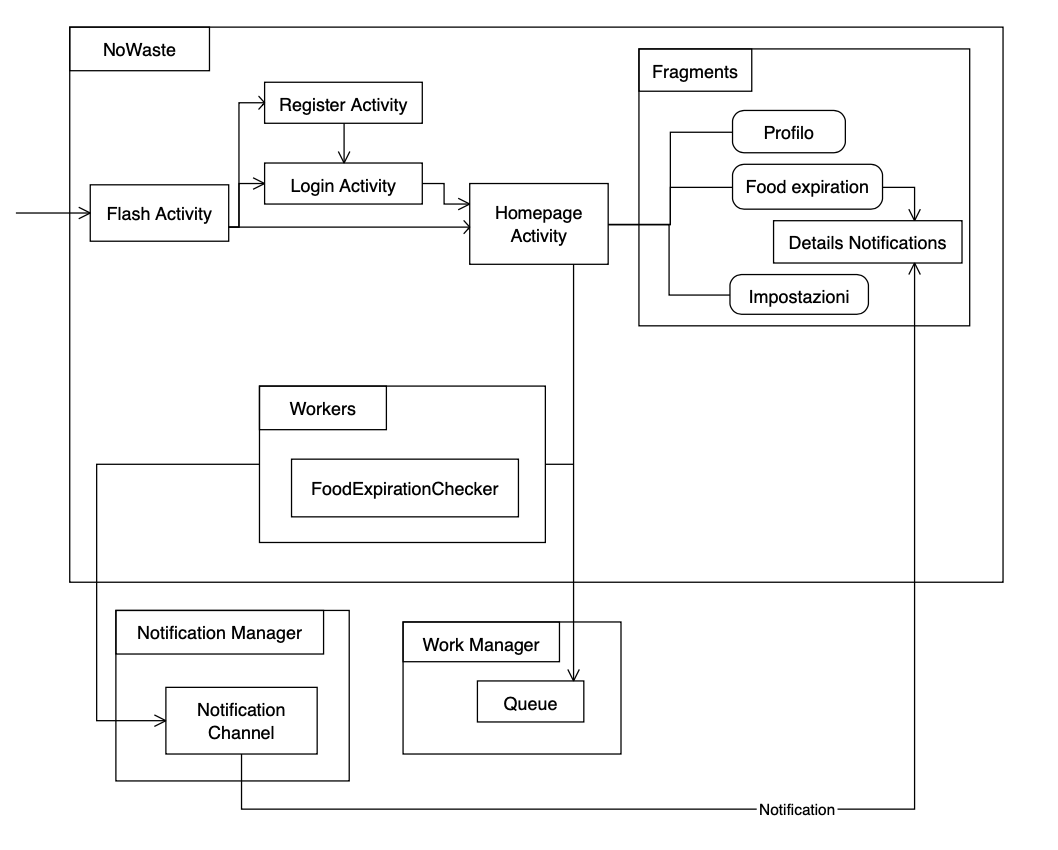 NoWaste
Fragments
Register Activity
Profilo
Login Activity
Food expiration
Flash Activity
Homepage
Activity
Details Notifications
Impostazioni
Workers
FoodExpirationChecker
Notification Manager
Work Manager
Queue
Notification
Channel
Notification